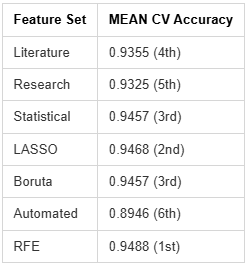 Feature Set MEAN CV Accuracy
Literature 0.9355 (4th)
Research 0.9325 (5th)
Statistical 0.9457 (3rd)
LASSO 0.9468 (2nd)
Boruta 0.9457 (3rd)
Automated 0.8946 (6th)
RFE 0.9488 (1st)